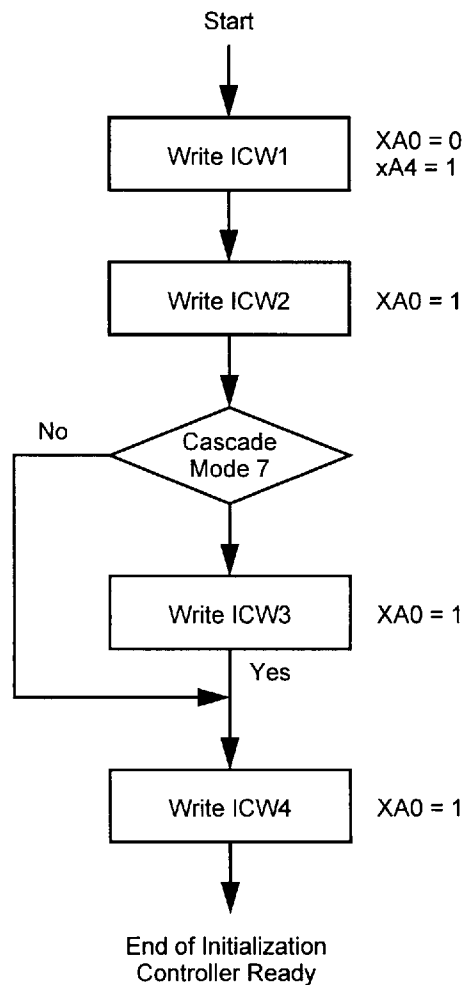 Start
Write ICW1
XA0 = 0
xA4 = 1
Write ICW2
XA0 = 1
No
Cascade
Mode 7
Write ICW3
XA0 = 1
Yes
Write ICW4
XA0 = 1
End of Initialization
Controller Ready